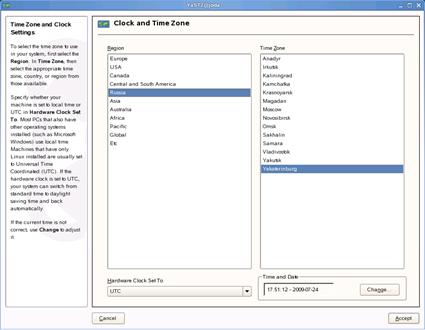 YaST2@joda
Time Zone and Clock
Settings
To select the time zone to use
in your system, first select the
Region. In Time Zone, then
select the appropriate time
zone, country, or region from
those available.
Specify whether your
machine is set to local time or
UTC in Hardware Clock Set
To. Most PCs that also have
other operating systems
installed (such as Microsoft
Windows) use local time.
Machines that have only
Linux installed are usually set
to Universal Time
Coordinated (UTC). If the
hardware clock is set to UTC,
your system can switch from
standard time to daylight
saving time and back
automatically.
If the current time is not
correct, use Change to adjust
it.
Clock and Time Zone
Region
Europe
USA
Canada
Central and South America
Russia
Asia
Australia
Africa
Pacific
Global
Etc
Time Zone
Anadyr
Irkutsk
Kaliningrad
Kamchatka
Krasnoyarsk
Magadan
Moscow
Novosibirsk
Omsk
Sakhalin
Samara
Vladivostok
Yakutsk
Yekaterinburg
Hardware Clock Set To
UTC
Time and Date
17:51:12 - 2009-07-24
Change...
Cancel
Accept